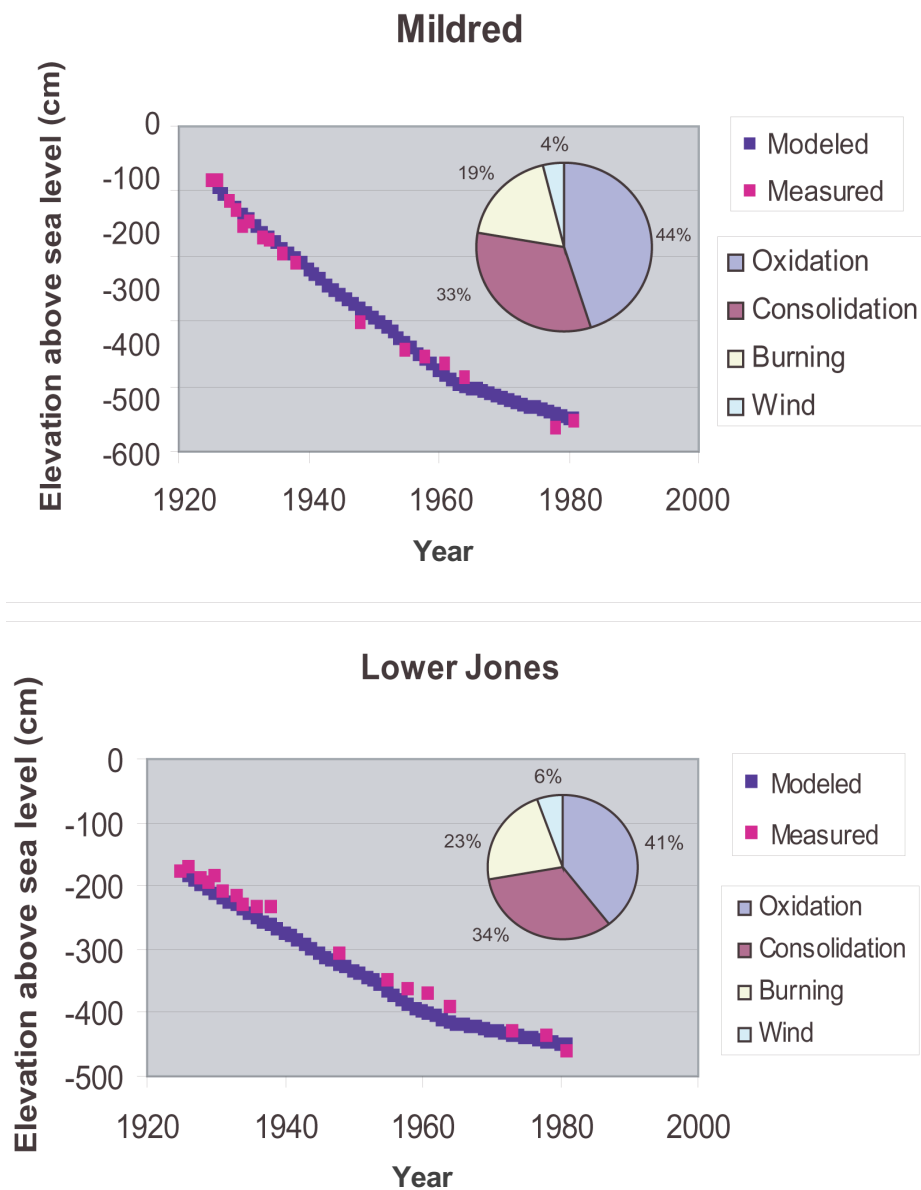 Mildred
Elevation above sea level (cm)
0
-100
-200
-300
-400
-500
-600
1920 1940 1960 1980 2000
Year
4%
19%
44%
33%
Modeled
Measured
Oxidation
Consolidation
Burning
Wind
Lower Jones
Elevation above sea level (cm)
0
-100
-200
-300
-400
-500
1920 1940 1960 1980 2000
Year
6%
23%
41%
34%
Modeled
Measured
Oxidation
Consolidation
Burning
Wind